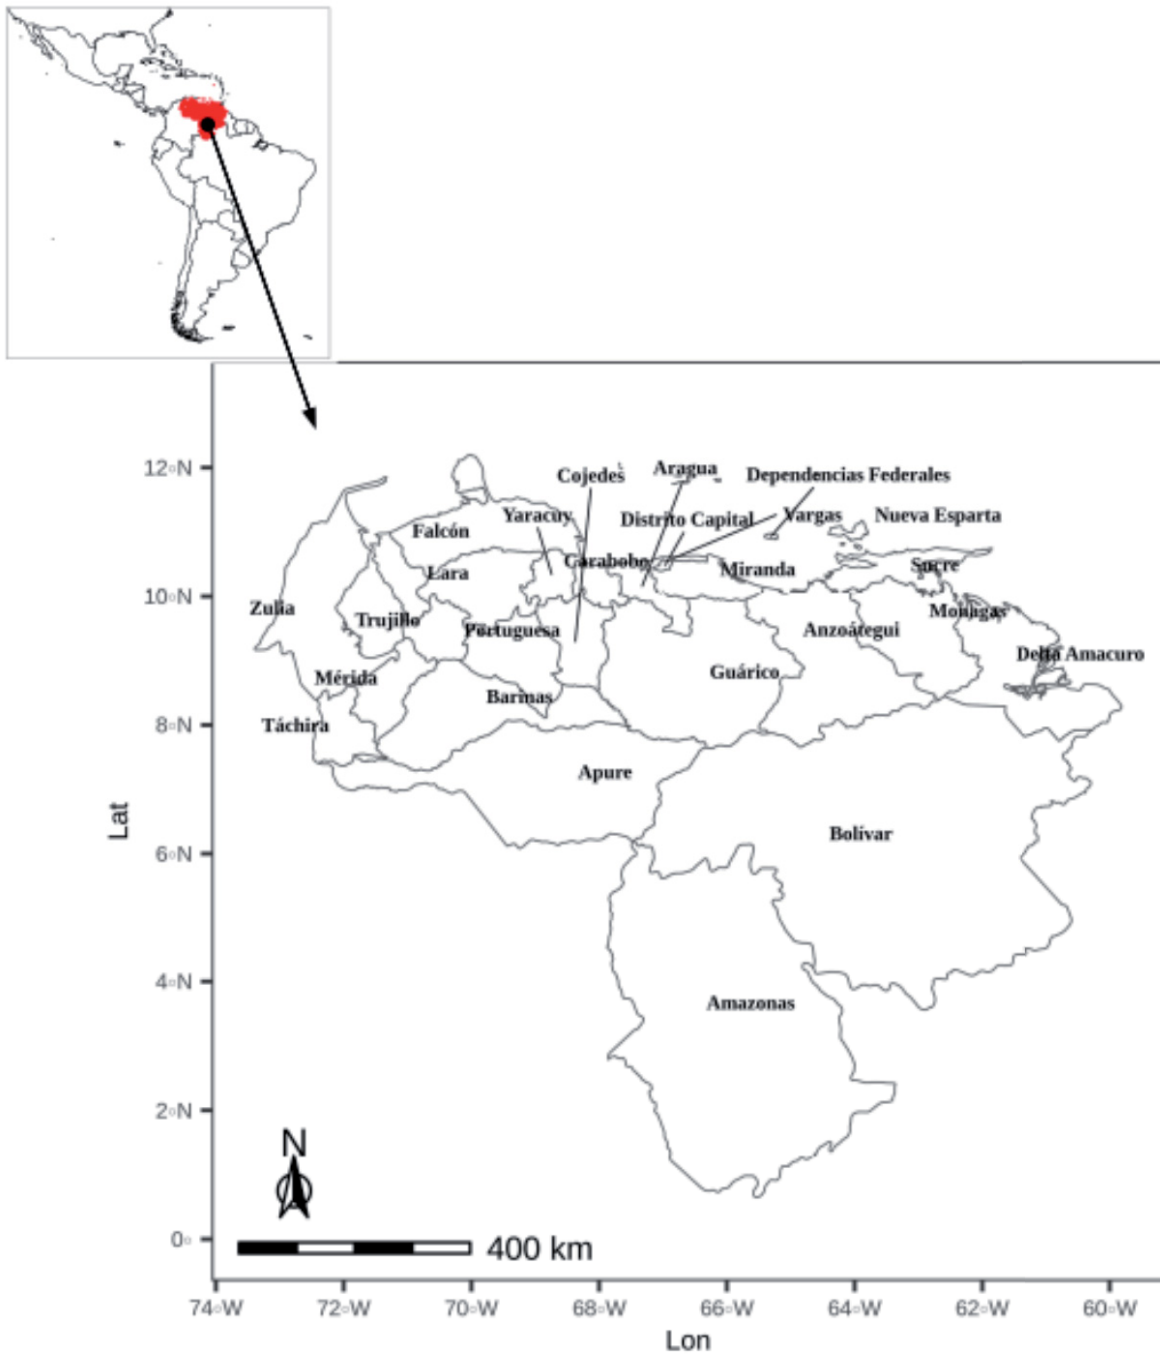 12°N
Cojedes
Aragua
Dependencias Federales
Falcón
Yaracuy
Distrito Capital
Vargas
Nueva Esparta
Lara
Carabobo
Miranda
Sucre
10°N
Zulia
Trujillo
Portuguesa
Anzoátegui
Monagas
Mérida
Guárico
Delta Amacuro
Barinas
8°N
Táchira
Apure
Lat
Bolívar
6°N
4°N
Amazonas
2°N
N
0°
400 km
74°W 72°W 70°W 68°W 66°W 64°W 62°W 60°W
Lon